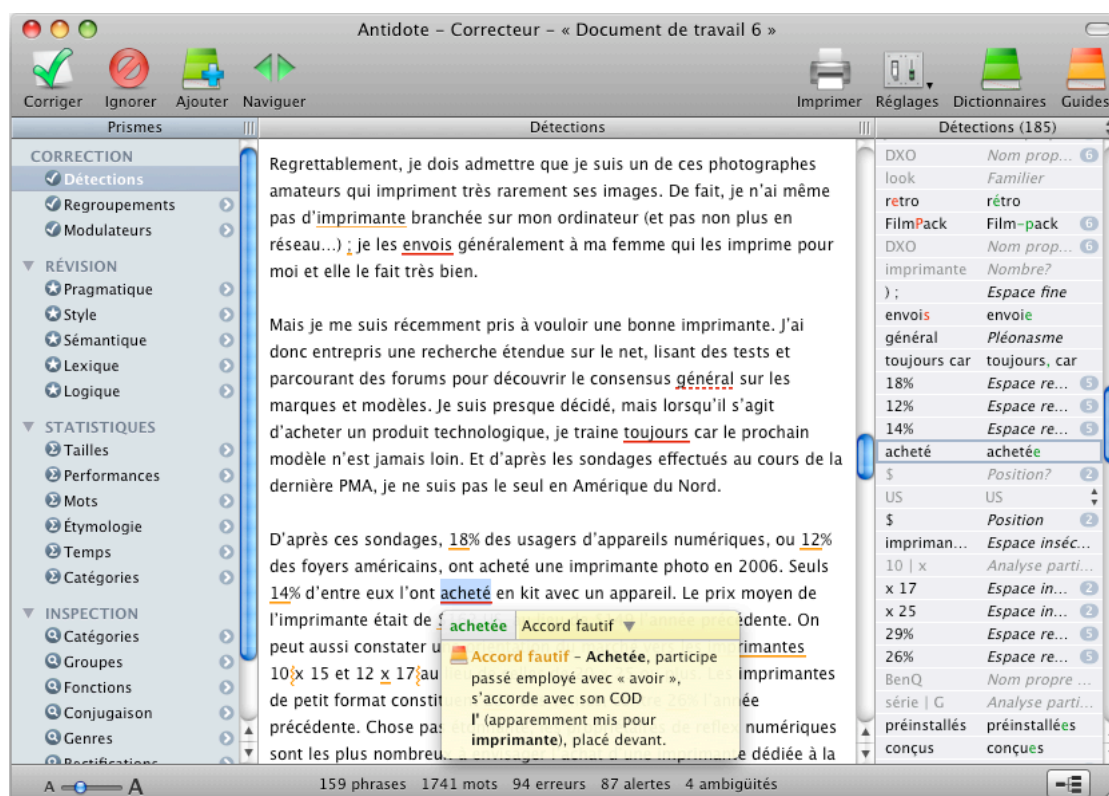 Antidote – Correcteur – « Document de travail 6 »
Corriger Ignorer Ajouter Naviguer Imprimer Réglages Dictionnaires Guides
Prismes
CORRECTION
Détections
Regroupements
Modulateurs
RÉVISION
Pragmatique
Style
Sémantique
Lexique
Logique
STATISTIQUES
Tailles
Performances
Mots
Étymologie
Temps
Catégories
INSPECTION
Catégories
Groupes
Fonctions
Conjugaison
Genres
Détections
Regrettablement, je dois admettre que je suis un de ces photographes
amateurs qui impriment très rarement ses images. De fait, je n'ai même
pas d'imprimante branchée sur mon ordinateur (et pas non plus en
réseau...) ; je les envois généralement à ma femme qui les imprime pour
moi et elle le fait très bien.
Mais je me suis récemment pris à vouloir une bonne imprimante. J'ai
donc entrepris une recherche étendue sur le net, lisant des tests et
parcourant des forums pour découvrir le consensus général sur les
marques et modèles. Je suis presque décidé, mais lorsqu'il s'agit
d'acheter un produit technologique, je traine toujours car le prochain
modèle n'est jamais loin. Et d'après les sondages effectués au cours de la
dernière PMA, je ne suis pas le seul en Amérique du Nord.
D'après ces sondages, 18% des usagers d'appareils numériques, ou 12%
des foyers américains, ont acheté une imprimante photo en 2006. Seuls
14% d'entre eux l'ont acheté en kit avec un appareil. Le prix moyen de
l'imprimante était de l'année précédente. On
peut aussi constater imprimantes
10 x 15 et 12 x 17 au Les imprimantes
de petit format 26% l'année
précédente. Chose numériques
sont les plus nombreux dédiée à la
achetée Accord fautif
Accord fautif – Achetée, participe
passé employé avec « avoir »,
s'accorde avec son COD
l' (apparemment mis pour
imprimante), placé devant.
Détections (185)
DXO Nom prop... 6
look Familier
retro rétro
FilmPack Film-pack 6
DXO Nom prop... 6
imprimante Nombre?
) ; Espace fine
envois envoie
général Pléonasme
toujours car toujours, car
18% Espace re... 5
12% Espace re... 5
14% Espace re... 5
acheté achetée
$ Position? 2
US US
$ Position 2
impriman... Espace inséc...
10 | x Analyse parti...
x 17 Espace in... 2
x 25 Espace in... 2
29% Espace re... 5
26% Espace re... 5
BenQ Nom propre ...
série | G Analyse parti...
préinstallés préinstallées
conçus conçues
A A 159 phrases 1741 mots 94 erreurs 87 alertes 4 ambigüités